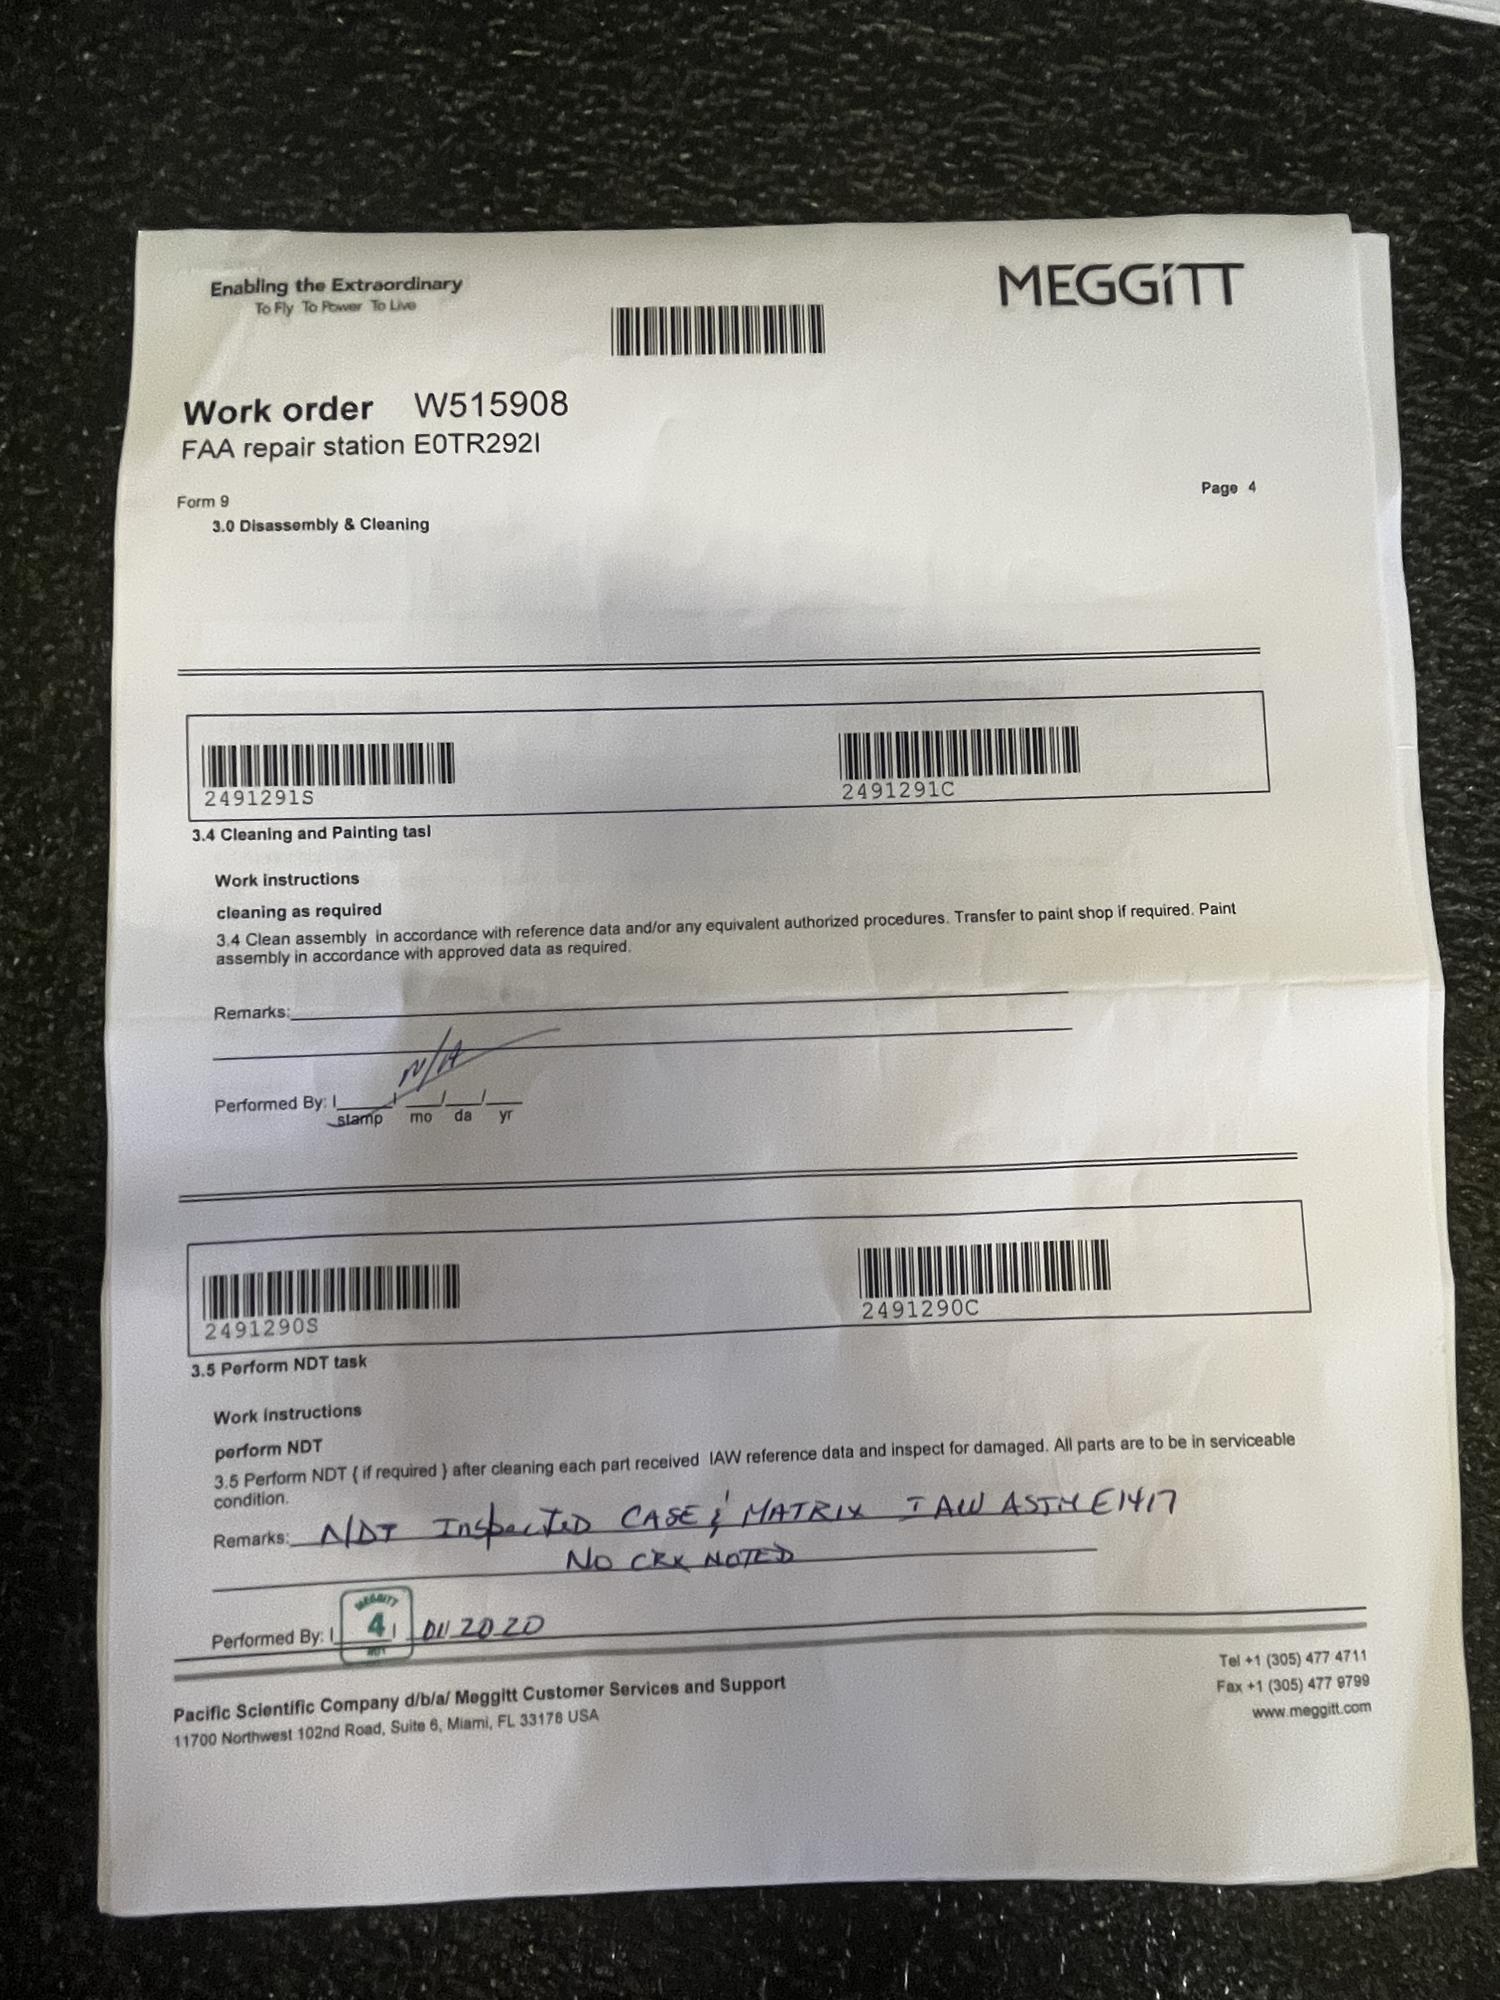 Enabling the Extraordinary
To Fly To Power To Live
MEGGiTT
Work order W515908
FAA repair station E0TR292I
Form 9
Page 4
3.0 Disassembly & Cleaning
2491291S
2491291C
3.4 Cleaning and Painting tasl
Work instructions
cleaning as required
3.4 Clean assembly in accordance with reference data and/or any equivalent authorized procedures. Transfer to paint shop if required. Paint
assembly in accordance with approved data as required.
Remarks:
N/A
Performed By:
stamp mo da yr
2491290S
2491290C
3.5 Perform NDT task
Work instructions
perform NDT
3.5 Perform NDT ( if required ) after cleaning each part received IAW reference data and inspect for damaged. All parts are to be in serviceable
condition.
Remarks: NDT InspecTED CASE & MATRIX IAW ASTM E1417
NO CRK NOTED
MEGGITT
Performed By: 4 01 20 20
NDT
Pacific Scientific Company d/b/a/ Meggitt Customer Services and Support
11700 Northwest 102nd Road, Suite 6, Miami, FL 33178 USA
Tel +1 (305) 477 4711
Fax +1 (305) 477 9799
www.meggitt.com